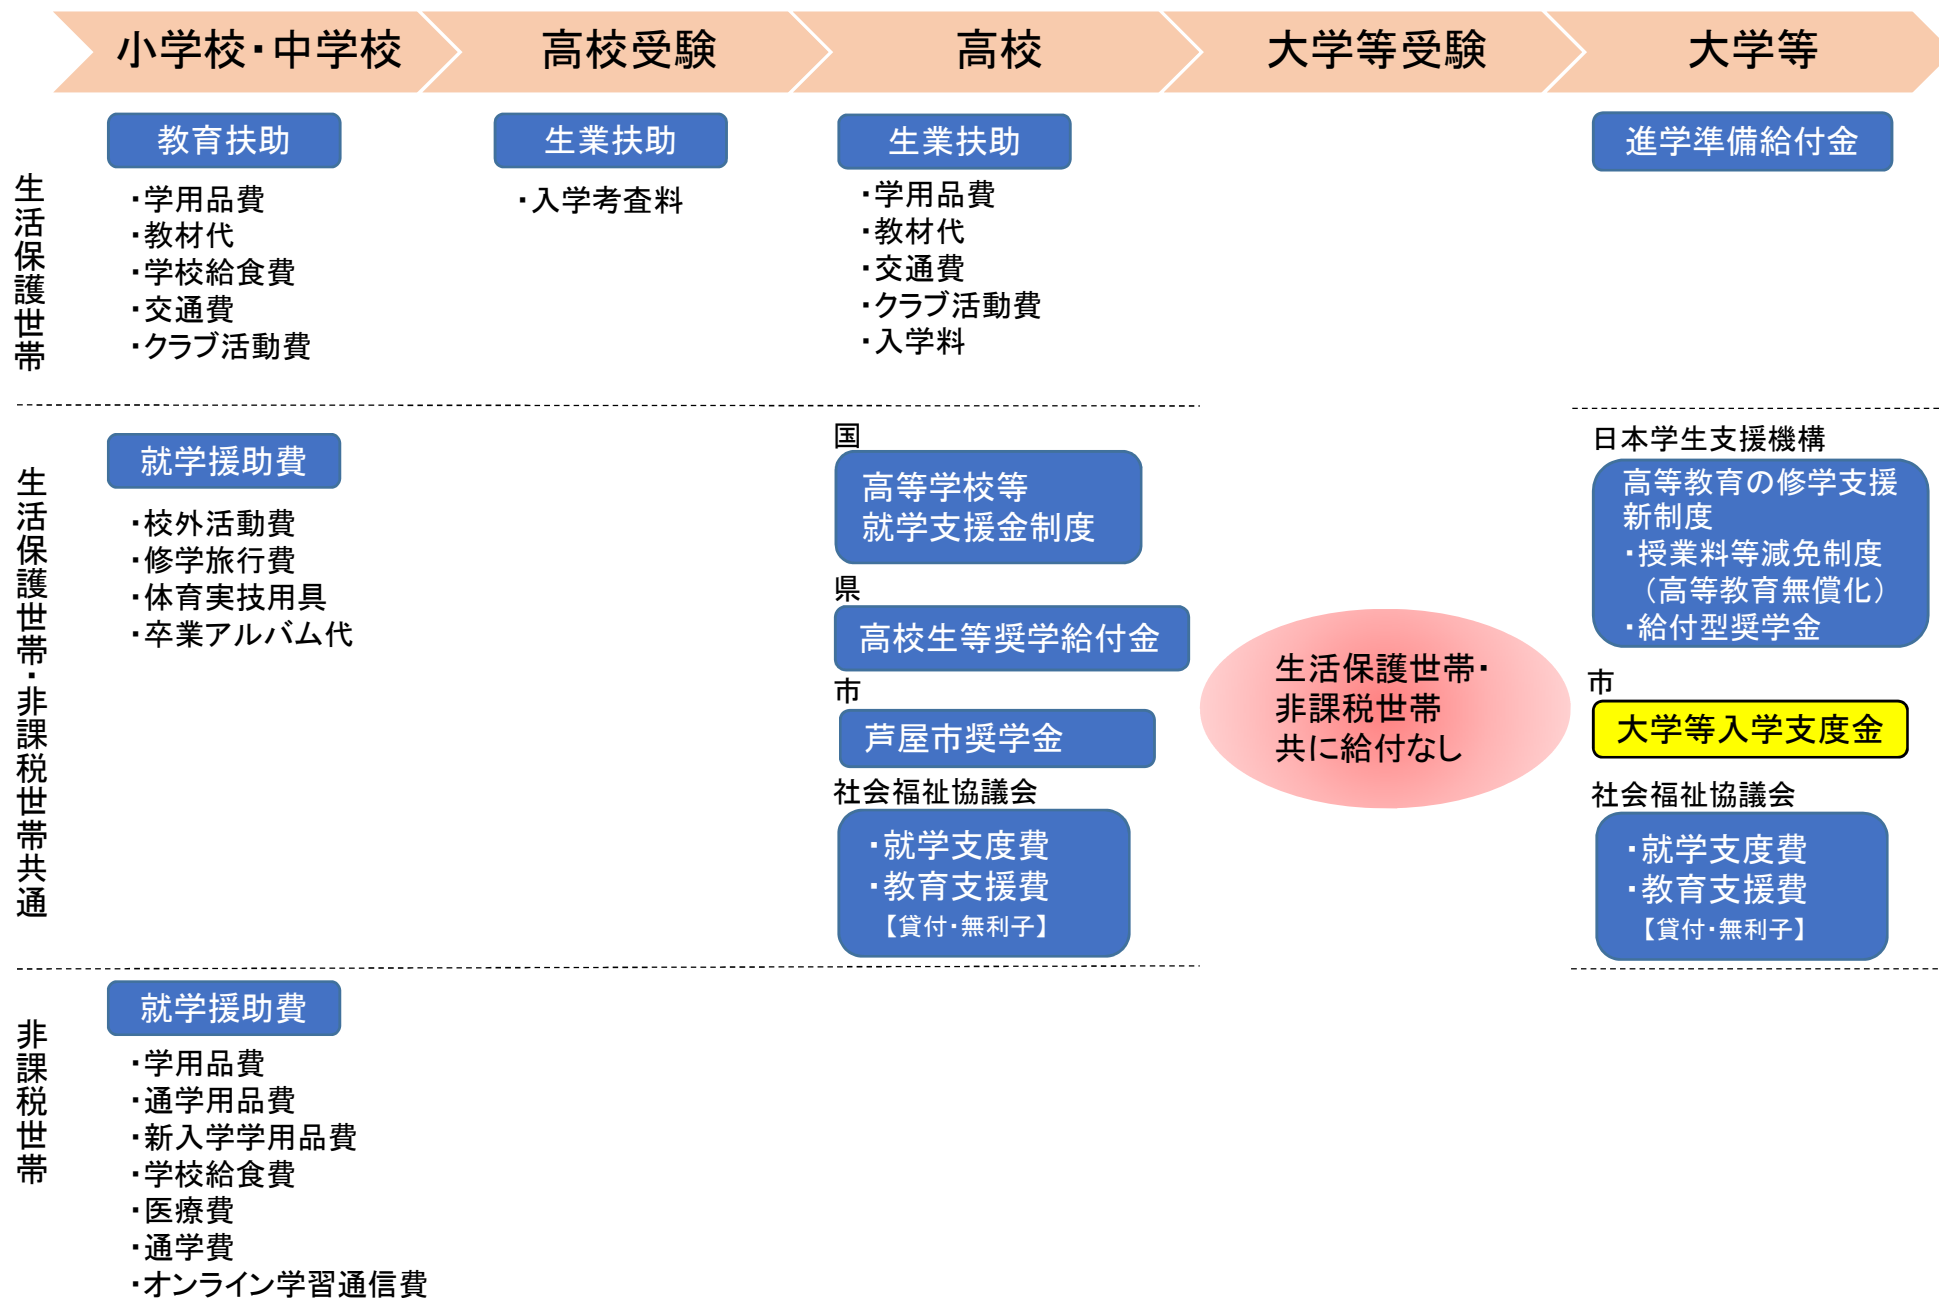 小学校・中学校
高校受験
高校
大学等受験
大学等
生活保護世帯
教育扶助
・学用品費
・教材代
・学校給食費
・交通費
・クラブ活動費
生業扶助
・入学考査料
生業扶助
・学用品費
・教材代
・交通費
・クラブ活動費
・入学料
進学準備給付金
生活保護世帯・非課税世帯共通
就学援助費
・校外活動費
・修学旅行費
・体育実技用具
・卒業アルバム代
国
高等学校等
就学支援金制度
県
高校生等奨学給付金
市
芦屋市奨学金
社会福祉協議会
・就学支度費
・教育支援費
【貸付・無利子】
生活保護世帯・
非課税世帯
共に給付なし
日本学生支援機構
高等教育の修学支援
新制度
・授業料等減免制度
（高等教育無償化）
・給付型奨学金
市
大学等入学支度金
社会福祉協議会
・就学支度費
・教育支援費
【貸付・無利子】
非課税世帯
就学援助費
・学用品費
・通学用品費
・新入学学用品費
・学校給食費
・医療費
・通学費
・オンライン学習通信費